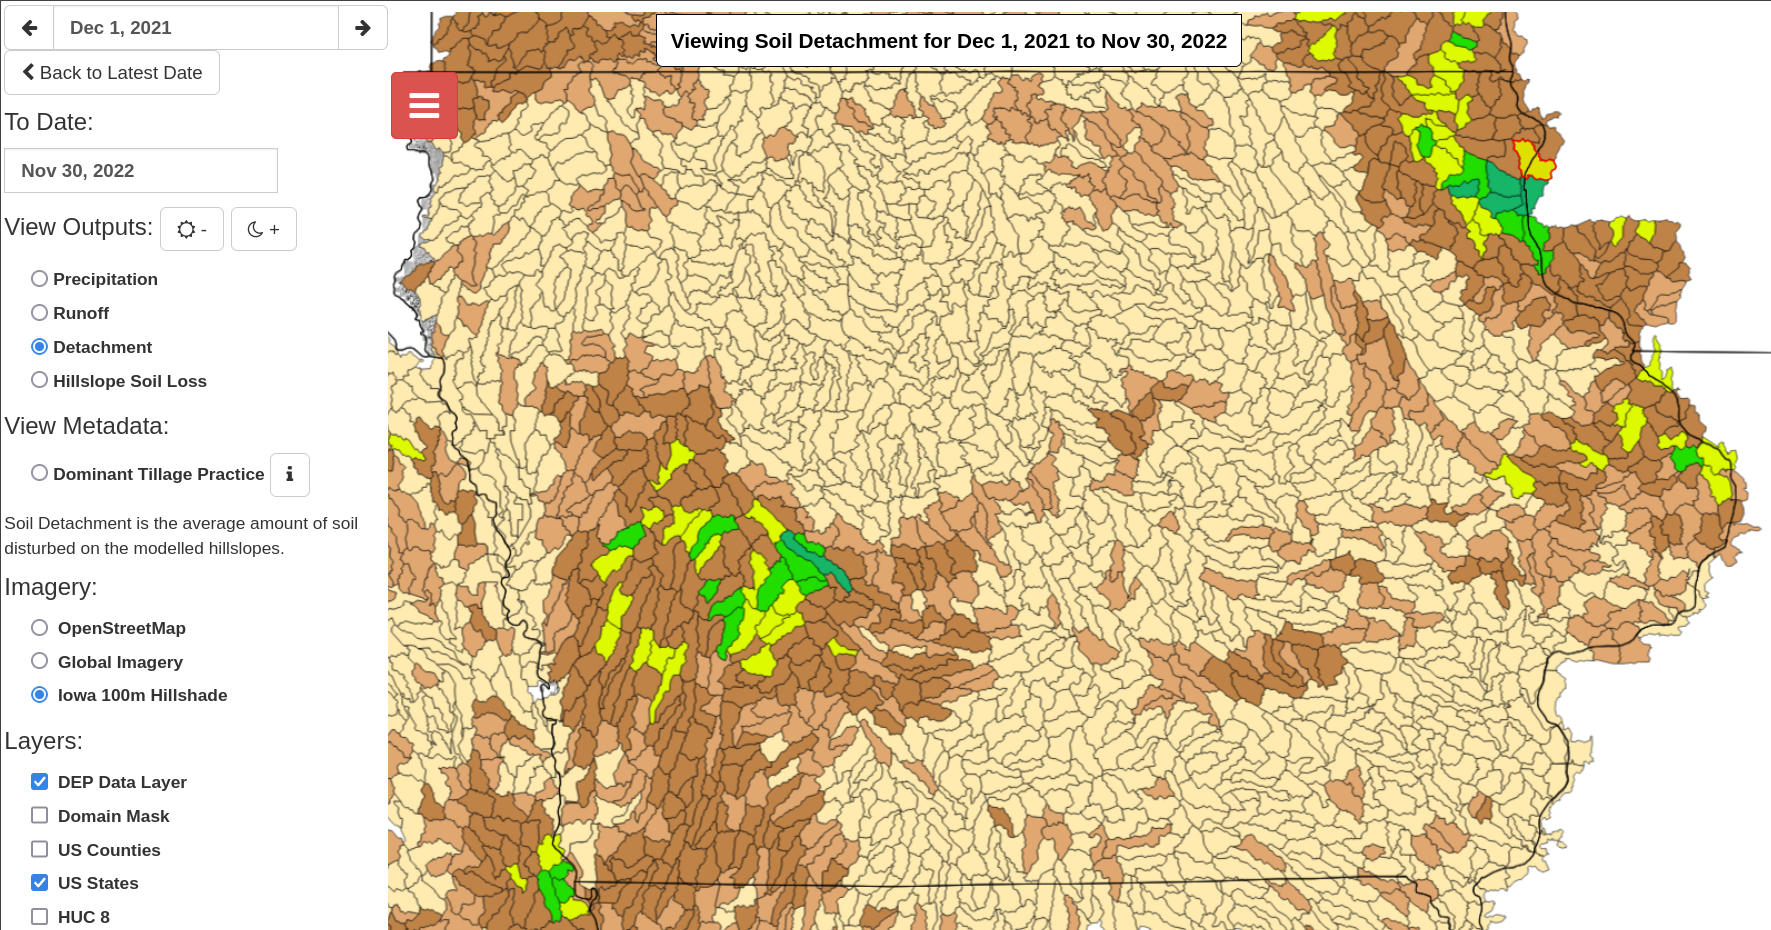 Dec 1, 2021
Back to Latest Date
To Date:
Nov 30, 2022
View Outputs:
-
+
Precipitation
Runoff
Detachment
Hillslope Soil Loss
View Metadata:
Dominant Tillage Practice
Soil Detachment is the average amount of soil
disturbed on the modelled hillslopes.
Imagery:
OpenStreetMap
Global Imagery
Iowa 100m Hillshade
Layers:
DEP Data Layer
Domain Mask
US Counties
US States
HUC 8
Viewing Soil Detachment for Dec 1, 2021 to Nov 30, 2022